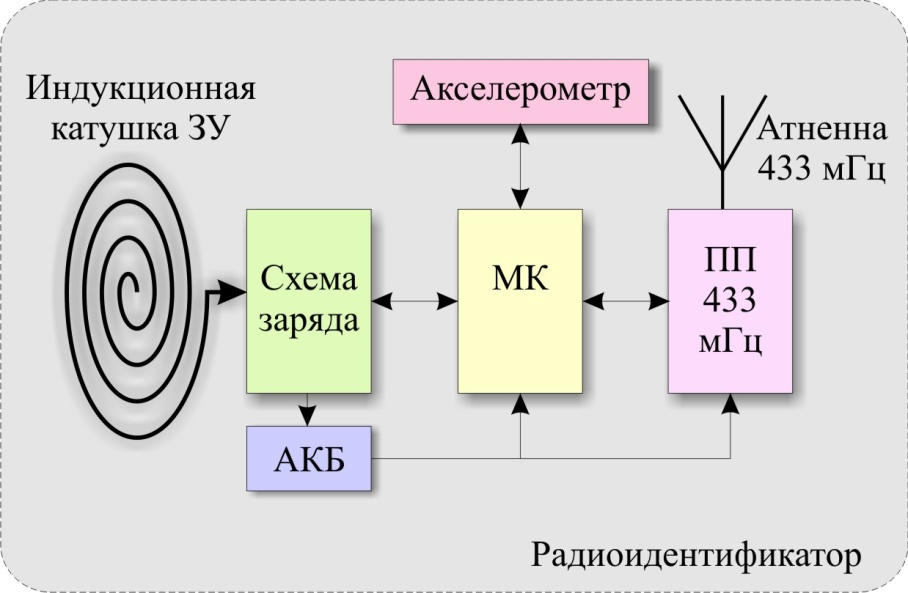 Индукционная
катушка ЗУ
Акселерометр
Атненна
433 мГц
Схема
заряда
МК
ПП
433
мГц
АКБ
Радиоидентификатор